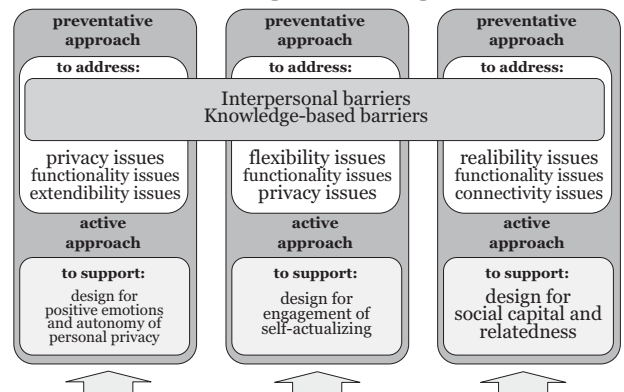 preventative
approach
to address:
preventative
approach
to address:
preventative
approach
to address:
Interpersonal barriers
Knowledge-based barriers
privacy issues
functionality issues
extendibility issues
flexibility issues
functionality issues
privacy issues
realibility issues
functionality issues
connectivity issues
active
approach
to support:
design for
positive emotions
and autonomy of
personal privacy
active
approach
to support:
design for
engagement of
self-actualizing
active
approach
to support:
design for
social capital and
relatedness